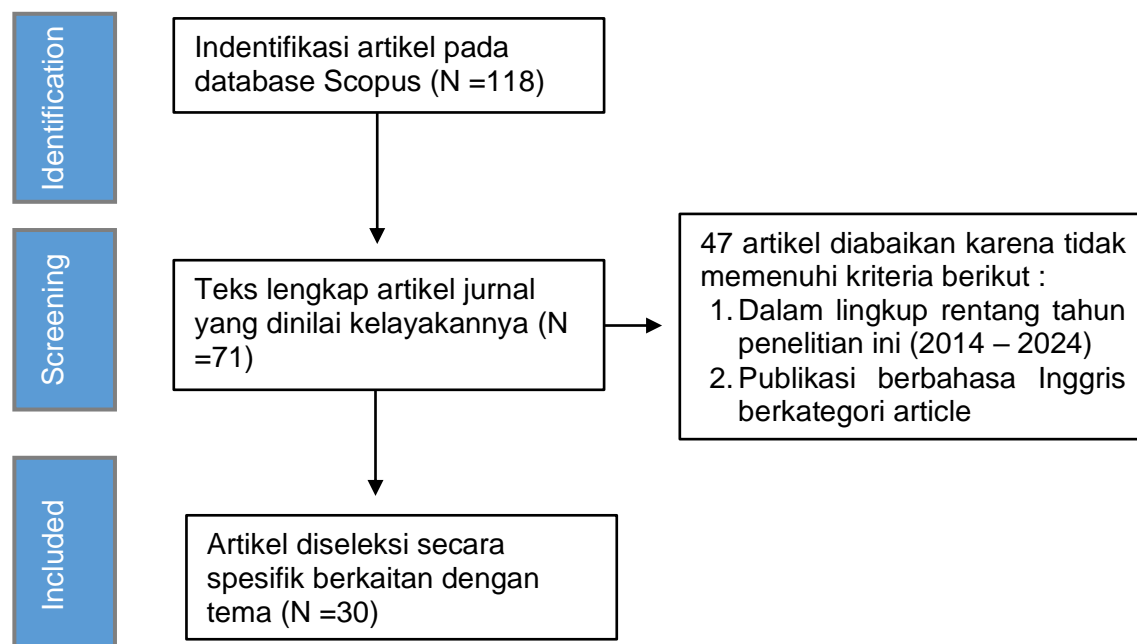 Identification
Indentifikasi artikel pada
database Scopus (N =118)
Screening
Teks lengkap artikel jurnal
yang dinilai kelayakannya (N
=71)
47 artikel diabaikan karena tidak
memenuhi kriteria berikut :
1. Dalam lingkup rentang tahun
penelitian ini (2014 – 2024)
2. Publikasi berbahasa Inggris
berkategori article
Included
Artikel diseleksi secara
spesifik berkaitan dengan
tema (N =30)